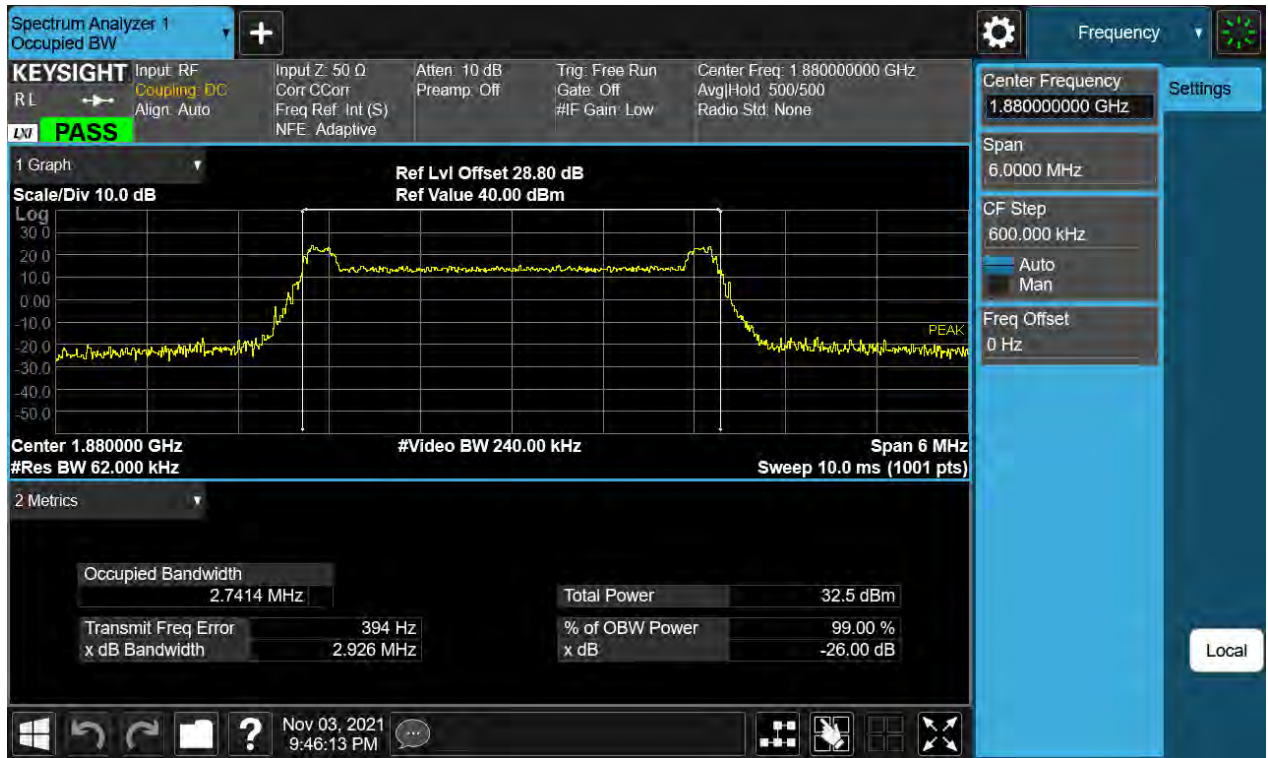 Spectrum Analyzer 1
Occupied BW
Frequency
KEYSIGHT
RL
LXI
PASS
Input: RF
Coupling: DC
Align: Auto
Input Z: 50 Ω
Corr CCorr
Freq Ref: Int (S)
NFE: Adaptive
Atten: 10 dB
Preamp: Off
Trig: Free Run
Gate: Off
#IF Gain: Low
Center Freq: 1.880000000 GHz
Avg|Hold: 500/500
Radio Std: None
Center Frequency
1.880000000 GHz
Settings
Span
6.0000 MHz
CF Step
600.000 kHz
Auto
Man
Freq Offset
0 Hz
Local
1 Graph
Scale/Div 10.0 dB
Ref Lvl Offset 28.80 dB
Ref Value 40.00 dBm
Log
30.0
20.0
10.0
0.00
-10.0
-20.0
-30.0
-40.0
-50.0
PEAK
Center 1.880000 GHz
#Video BW 240.00 kHz
Span 6 MHz
#Res BW 62.000 kHz
Sweep 10.0 ms (1001 pts)
2 Metrics
Occupied Bandwidth
2.7414 MHz
Transmit Freq Error 394 Hz
x dB Bandwidth 2.926 MHz
Total Power 32.5 dBm
% of OBW Power 99.00 %
x dB -26.00 dB
?
Nov 03, 2021
9:46:13 PM